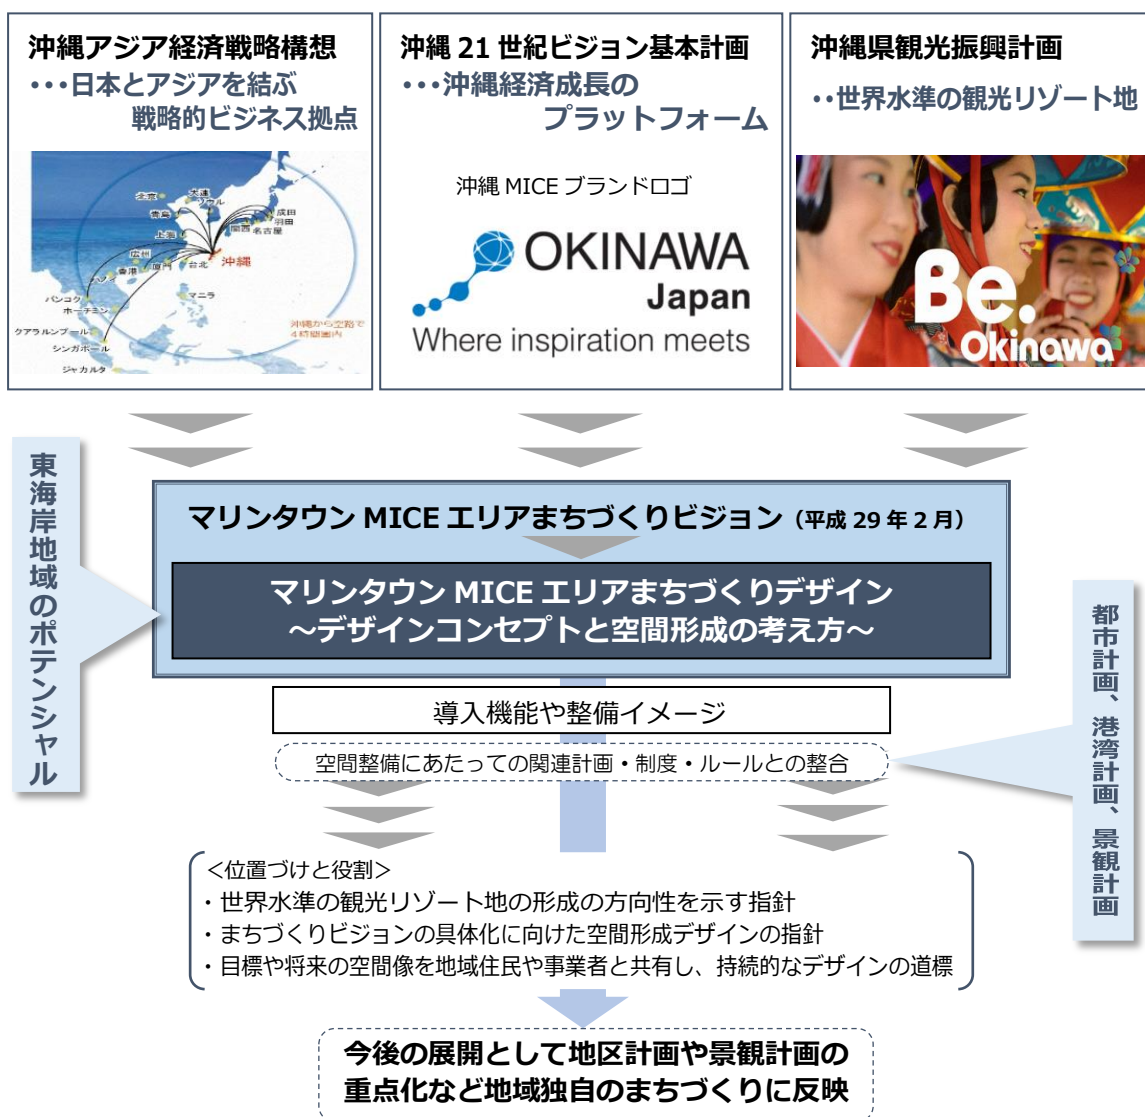 沖縄アジア経済戦略構想
・・・日本とアジアを結ぶ
戦略的ビジネス拠点
北京
大連
ソウル
青島
成田
羽田
関西
名古屋
上海
広州
香港
厦門
台北
沖縄
ハノイ
マニラ
バンコク
ホーチミン
クアラルンプール
シンガポール
ジャカルタ
沖縄から空路で
4時間圏内
沖縄 21 世紀ビジョン基本計画
・・・沖縄経済成長の
プラットフォーム
沖縄 MICE ブランドロゴ
OKINAWA
Japan
Where inspiration meets
沖縄県観光振興計画
・・世界水準の観光リゾート地
Be.
Okinawa
東海岸地域のポテンシャル
マリンタウン MICE エリアまちづくりビジョン（平成 29 年 2 月）
マリンタウン MICE エリアまちづくりデザイン
～デザインコンセプトと空間形成の考え方～
導入機能や整備イメージ
空間整備にあたっての関連計画・制度・ルールとの整合
都市計画、港湾計画、景観計画
＜位置づけと役割＞
・世界水準の観光リゾート地の形成の方向性を示す指針
・まちづくりビジョンの具体化に向けた空間形成デザインの指針
・目標や将来の空間像を地域住民や事業者と共有し、持続的なデザインの道標
今後の展開として地区計画や景観計画の
重点化など地域独自のまちづくりに反映